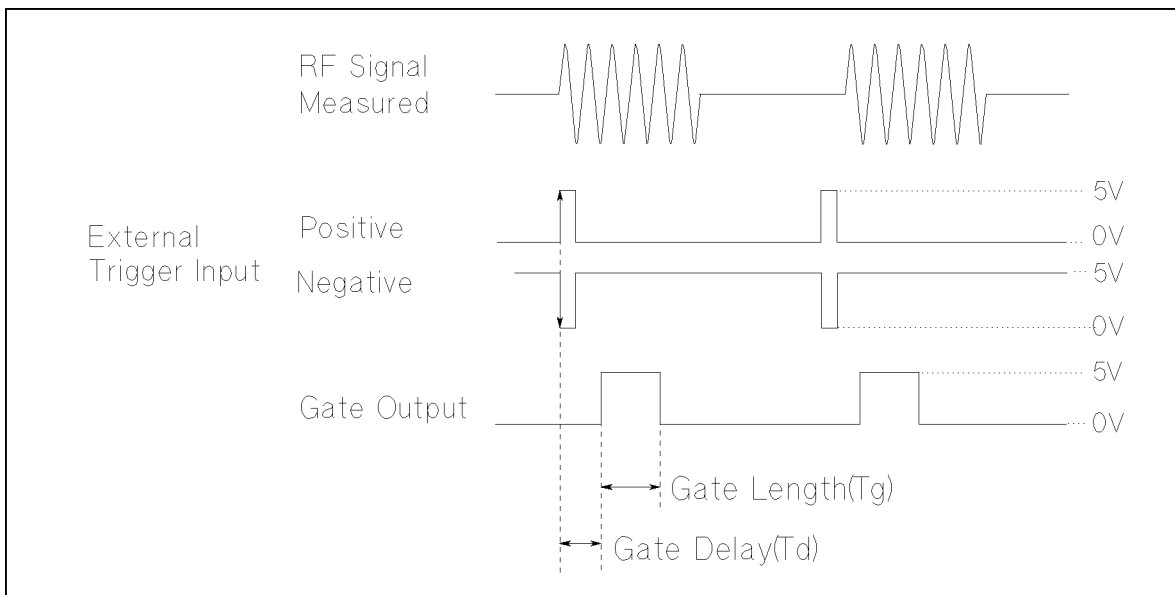 RF Signal
Measured
External
Trigger Input
Positive
5V
0V
Negative
5V
0V
Gate Output
5V
0V
Gate Length(Tg)
Gate Delay(Td)